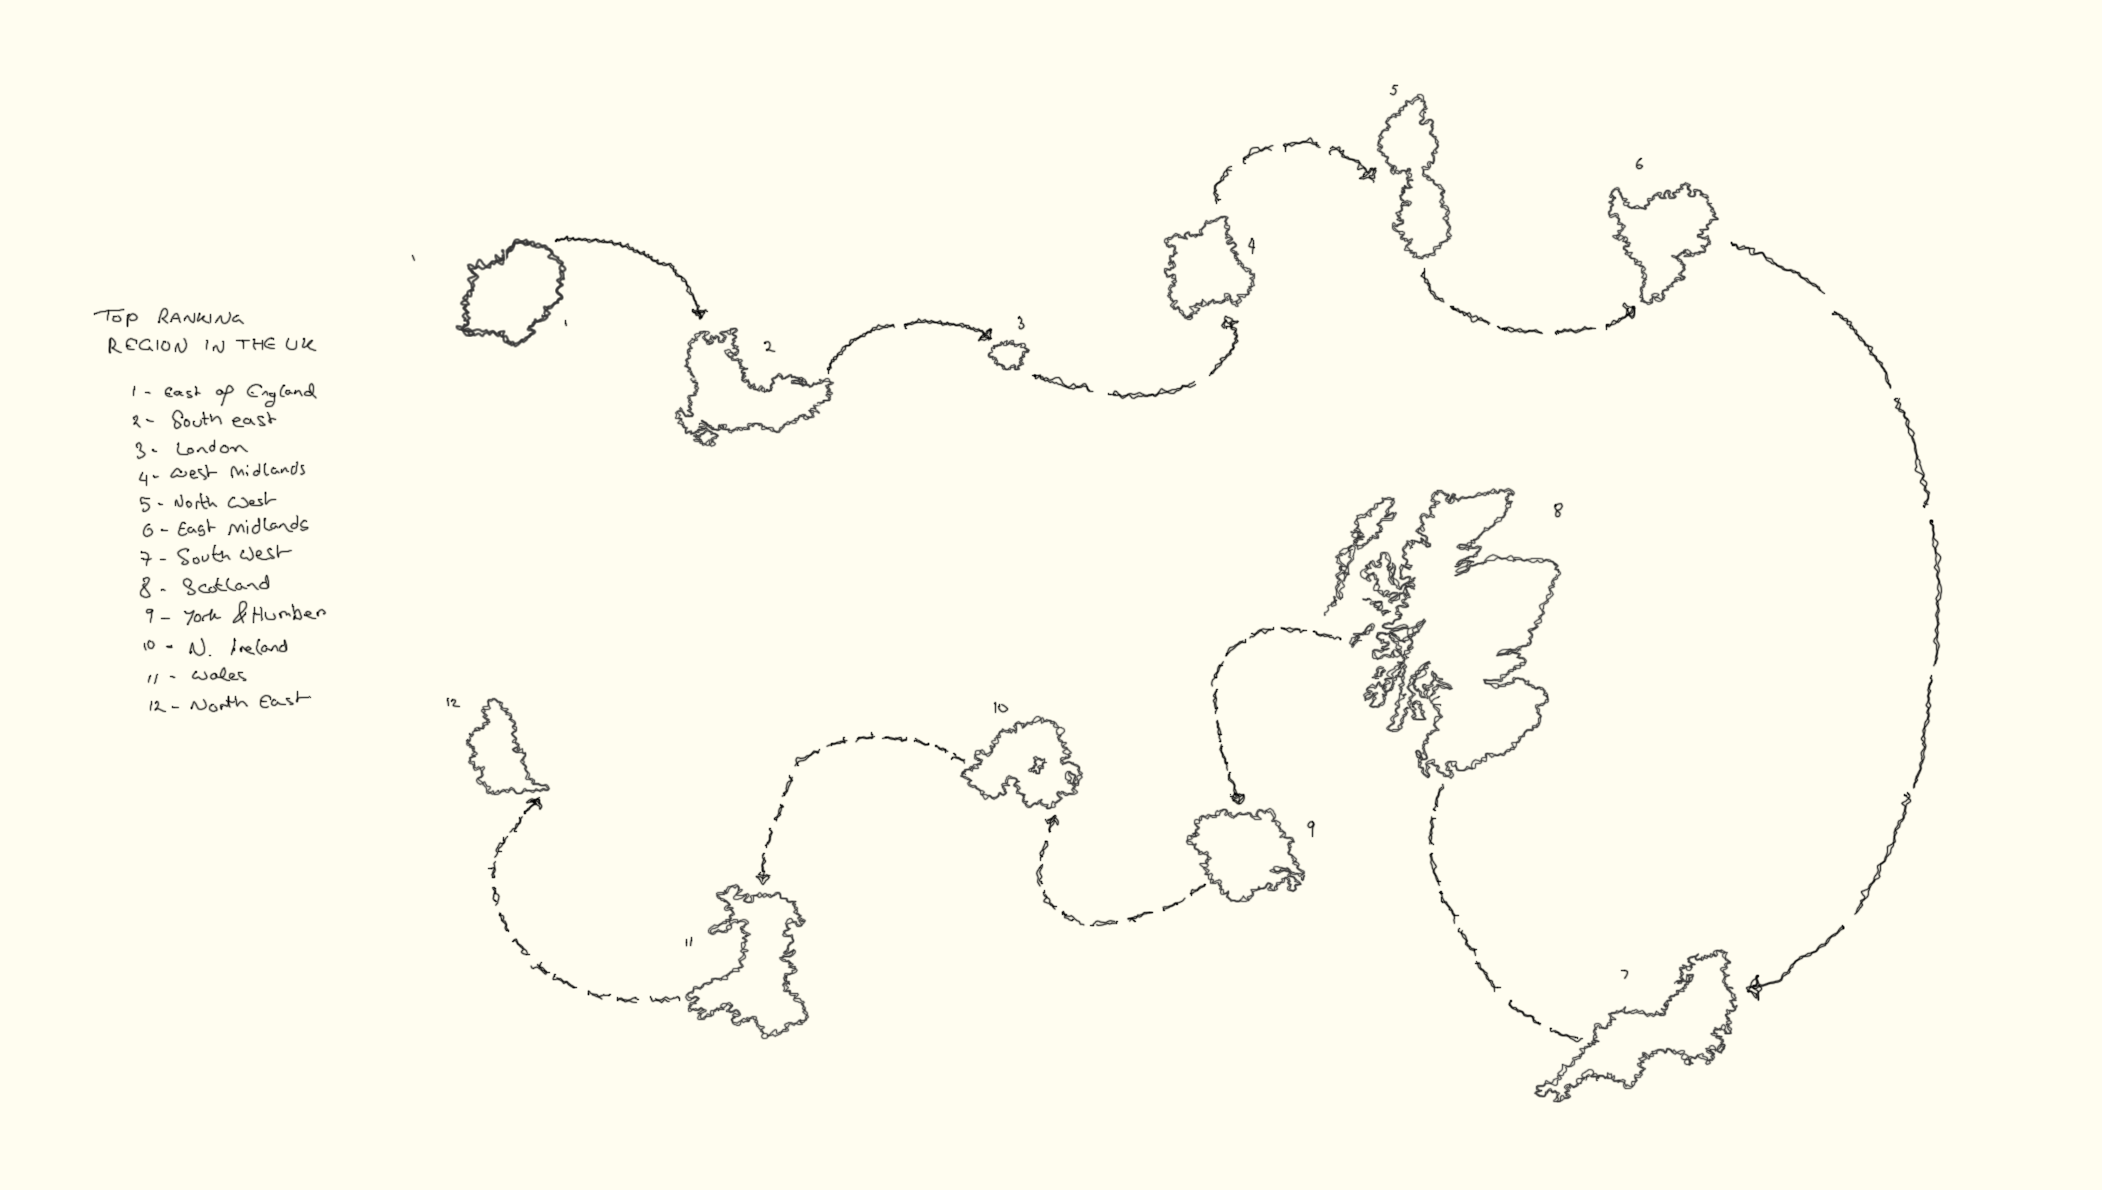 TOP RANKING
REGION IN THE UK
1 - East of England
2 - South east
3 - London
4 - West Midlands
5 - North West
6 - East Midlands
7 - South West
8 - Scotland
9 - York & Humber
10 - N. Ireland
11 - Wales
12 - North East
1
2
3
4
5
6
7
8
9
10
11
12